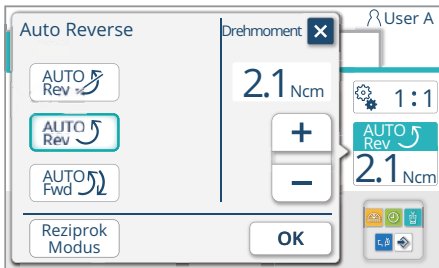 Auto Reverse
Drehmoment
User A
AUTO
Rev
2.1 Ncm
1:1
AUTO
Rev
+
AUTO
Rev
2.1 Ncm
AUTO
Fwd
−
Reziprok
Modus
OK